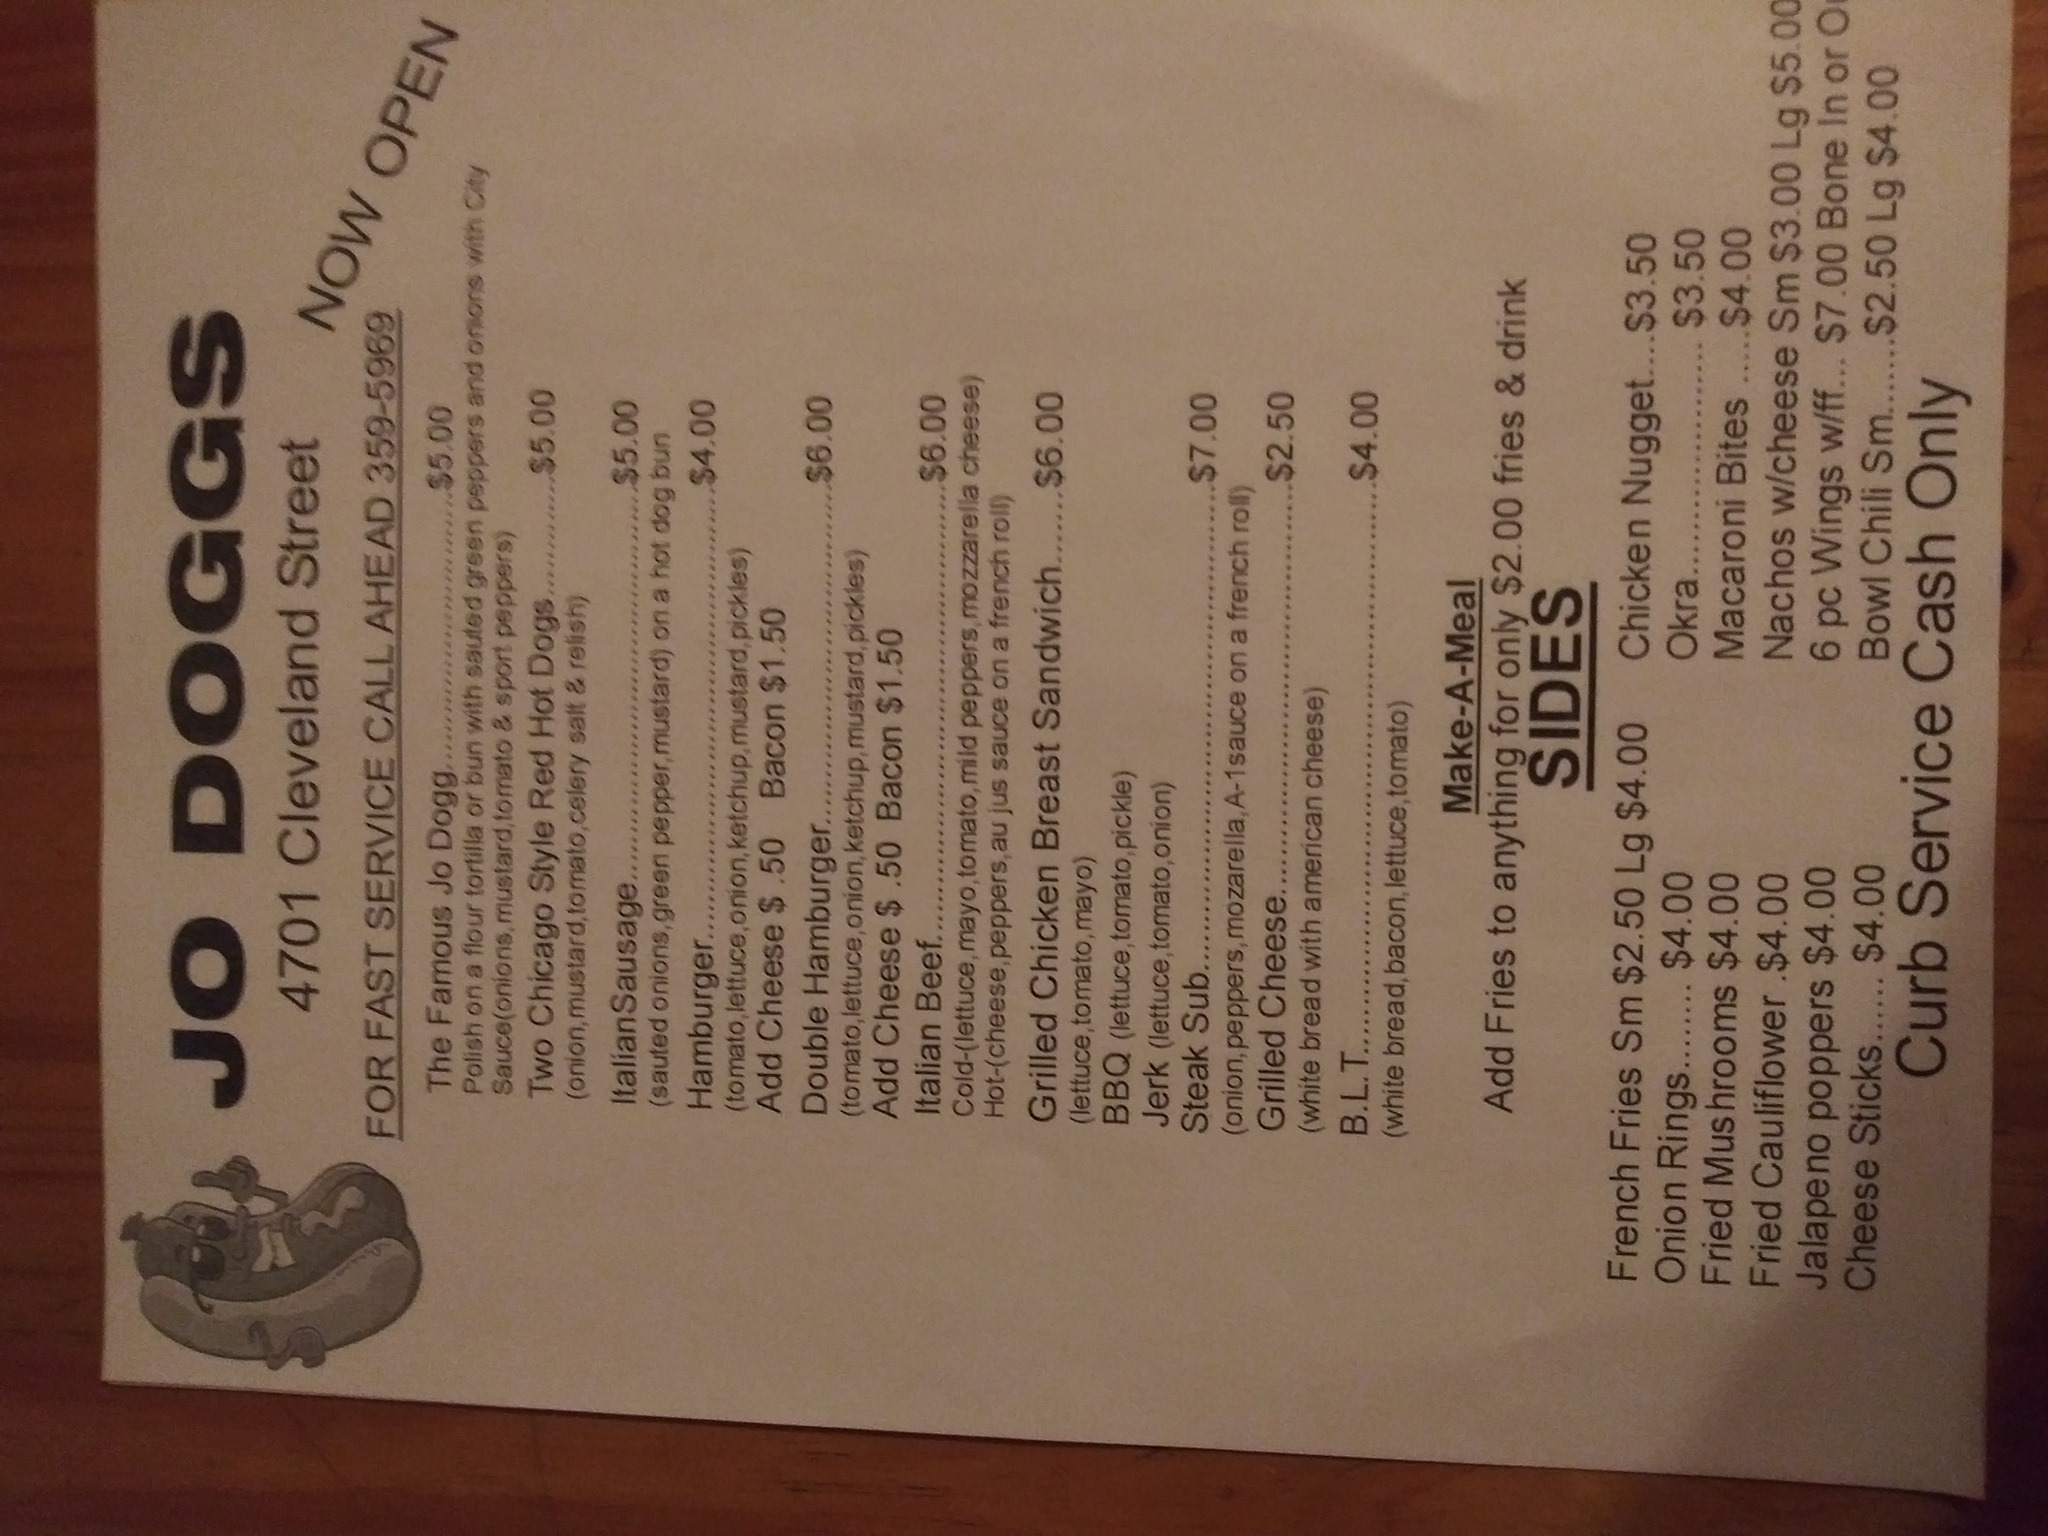 JO DOGGS
4701 Cleveland Street
NOW OPEN
FOR FAST SERVICE CALL AHEAD 359-5969
The Famous Jo Dogg..............................$5.00
Polish on a flour tortilla or bun with sauted green peppers and onions with City
Sauce(onions,mustard,tomato & sport peppers)
Two Chicago Style Red Hot Dogs............$5.00
(onion,mustard,tomato,celery salt & relish)
ItalianSausage......................................$5.00
(sauted onions,green pepper,mustard) on a hot dog bun
Hamburger............................................$4.00
(tomato,lettuce,onion,ketchup,mustard,pickles)
Add Cheese $ .50 Bacon $1.50
Double Hamburger.................................$6.00
(tomato,lettuce,onion,ketchup,mustard,pickles)
Add Cheese $ .50 Bacon $1.50
Italian Beef............................................$6.00
Cold-(lettuce,mayo,tomato,mild peppers,mozzarella cheese)
Hot-(cheese,peppers,au jus sauce on a french roll)
Grilled Chicken Breast Sandwich........$6.00
(lettuce,tomato,mayo)
BBQ (lettuce,tomato,pickle)
Jerk (lettuce,tomato,onion)
Steak Sub..............................................$7.00
(onion,peppers,mozarella,A-1sauce on a french roll)
Grilled Cheese.......................................$2.50
(white bread with american cheese)
B.L.T.....................................................$4.00
(white bread,bacon,lettuce,tomato)
Make-A-Meal
Add Fries to anything for only $2.00 fries & drink
SIDES
French Fries Sm $2.50 Lg $4.00
Onion Rings........ $4.00
Fried Mushrooms $4.00
Fried Cauliflower .$4.00
Jalapeno poppers $4.00
Cheese Sticks...... $4.00
Chicken Nugget....$3.50
Okra..................... $3.50
Macaroni Bites .....$4.00
Nachos w/cheese Sm $3.00 Lg $5.00
6 pc Wings w/ff... $7.00 Bone In or
Bowl Chili Sm.......$2.50 Lg $4.00
Curb Service Cash Only